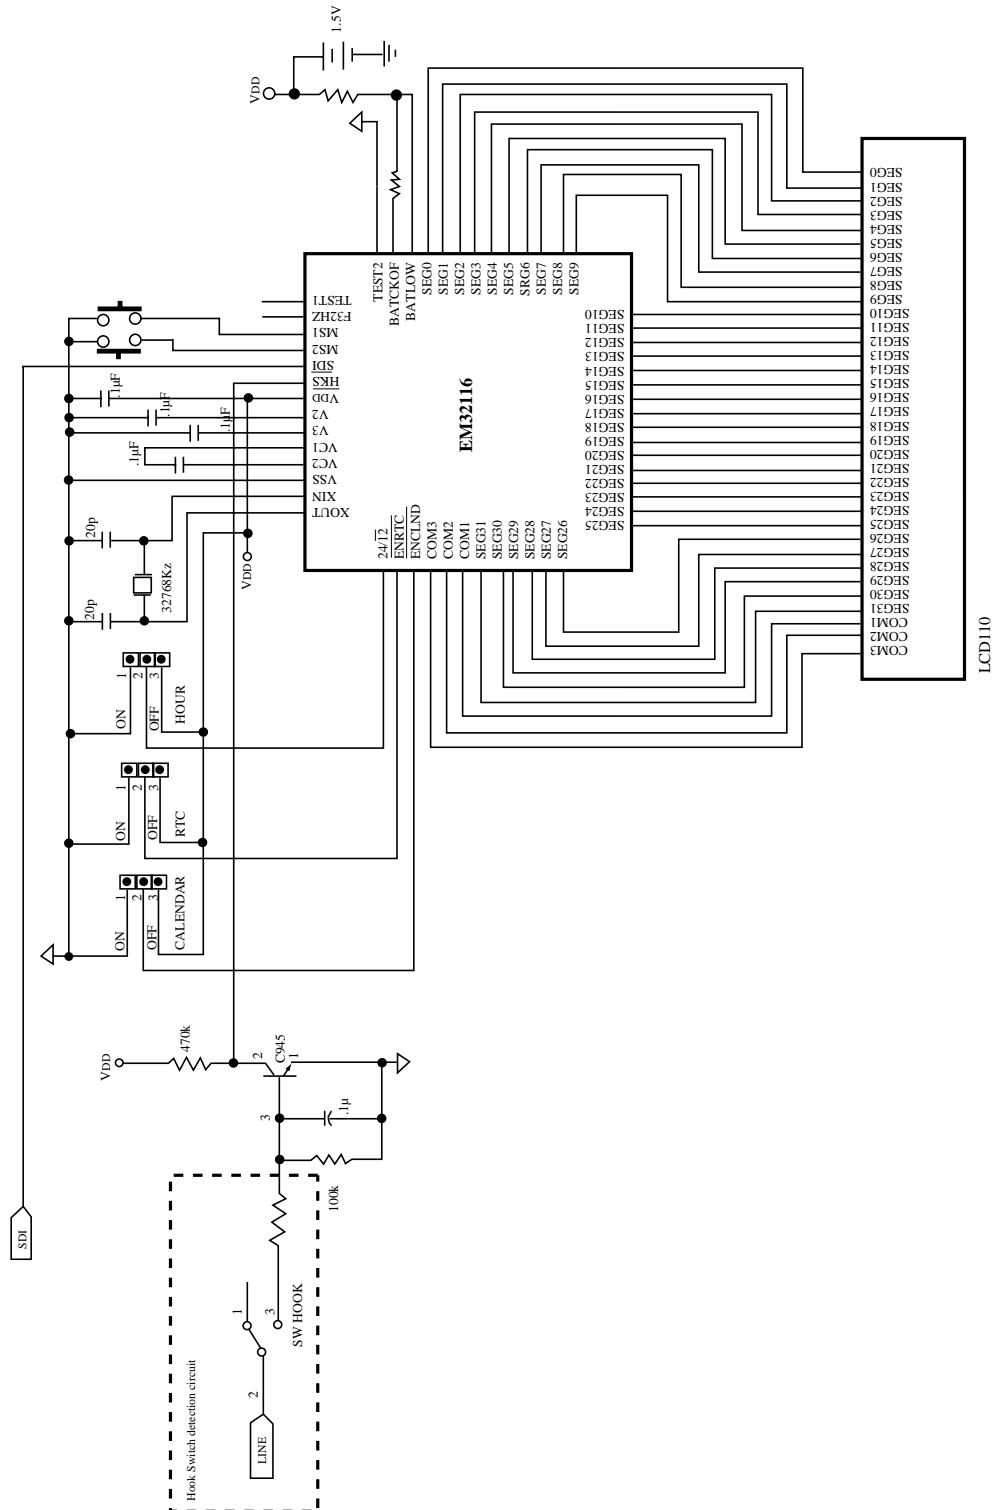 1.5V
VDD
TEST2
BATCKOF
BATLOW
SEG0
SEG1
SEG2
SEG3
SEG4
SEG5
SRG6
SEG7
SEG8
SEG9
TEST1
F32HZ
MS1
MS2
SDI
HKS
VDD
V2
V3
VC1
VC2
VSS
XIN
XOUT
.1µF
.1µF
.1µF
.1µF
EM32116
SEG10
SEG11
SEG12
SEG13
SEG14
SEG15
SEG16
SEG17
SEG18
SEG19
SEG20
SEG21
SEG22
SEG23
SEG24
SEG25
24/12
ENRTC
ENCLND
COM3
COM2
COM1
SEG31
SEG30
SEG29
SEG28
SEG27
SEG26
SEG0
SEG1
SEG2
SEG3
SEG4
SEG5
SEG6
SEG7
SEG8
SEG9
SEG10
SEG11
SEG12
SEG13
SEG14
SEG15
SEG16
SEG17
SEG18
SEG19
SEG20
SEG21
SEG22
SEG23
SEG24
SEG25
SEG26
SEG27
SEG28
SEG29
SEG30
SEG31
COM1
COM2
COM3
LCD110
20p
20p
32768Kz
VDD
1
2
3
ON
OFF
HOUR
1
2
3
ON
OFF
RTC
1
2
3
ON
OFF
CALENDAR
VDD
470k
2
C945
1
3
.1µ
100k
SDI
1
3
SW HOOK
2
LINE
Hook Switch detection circuit